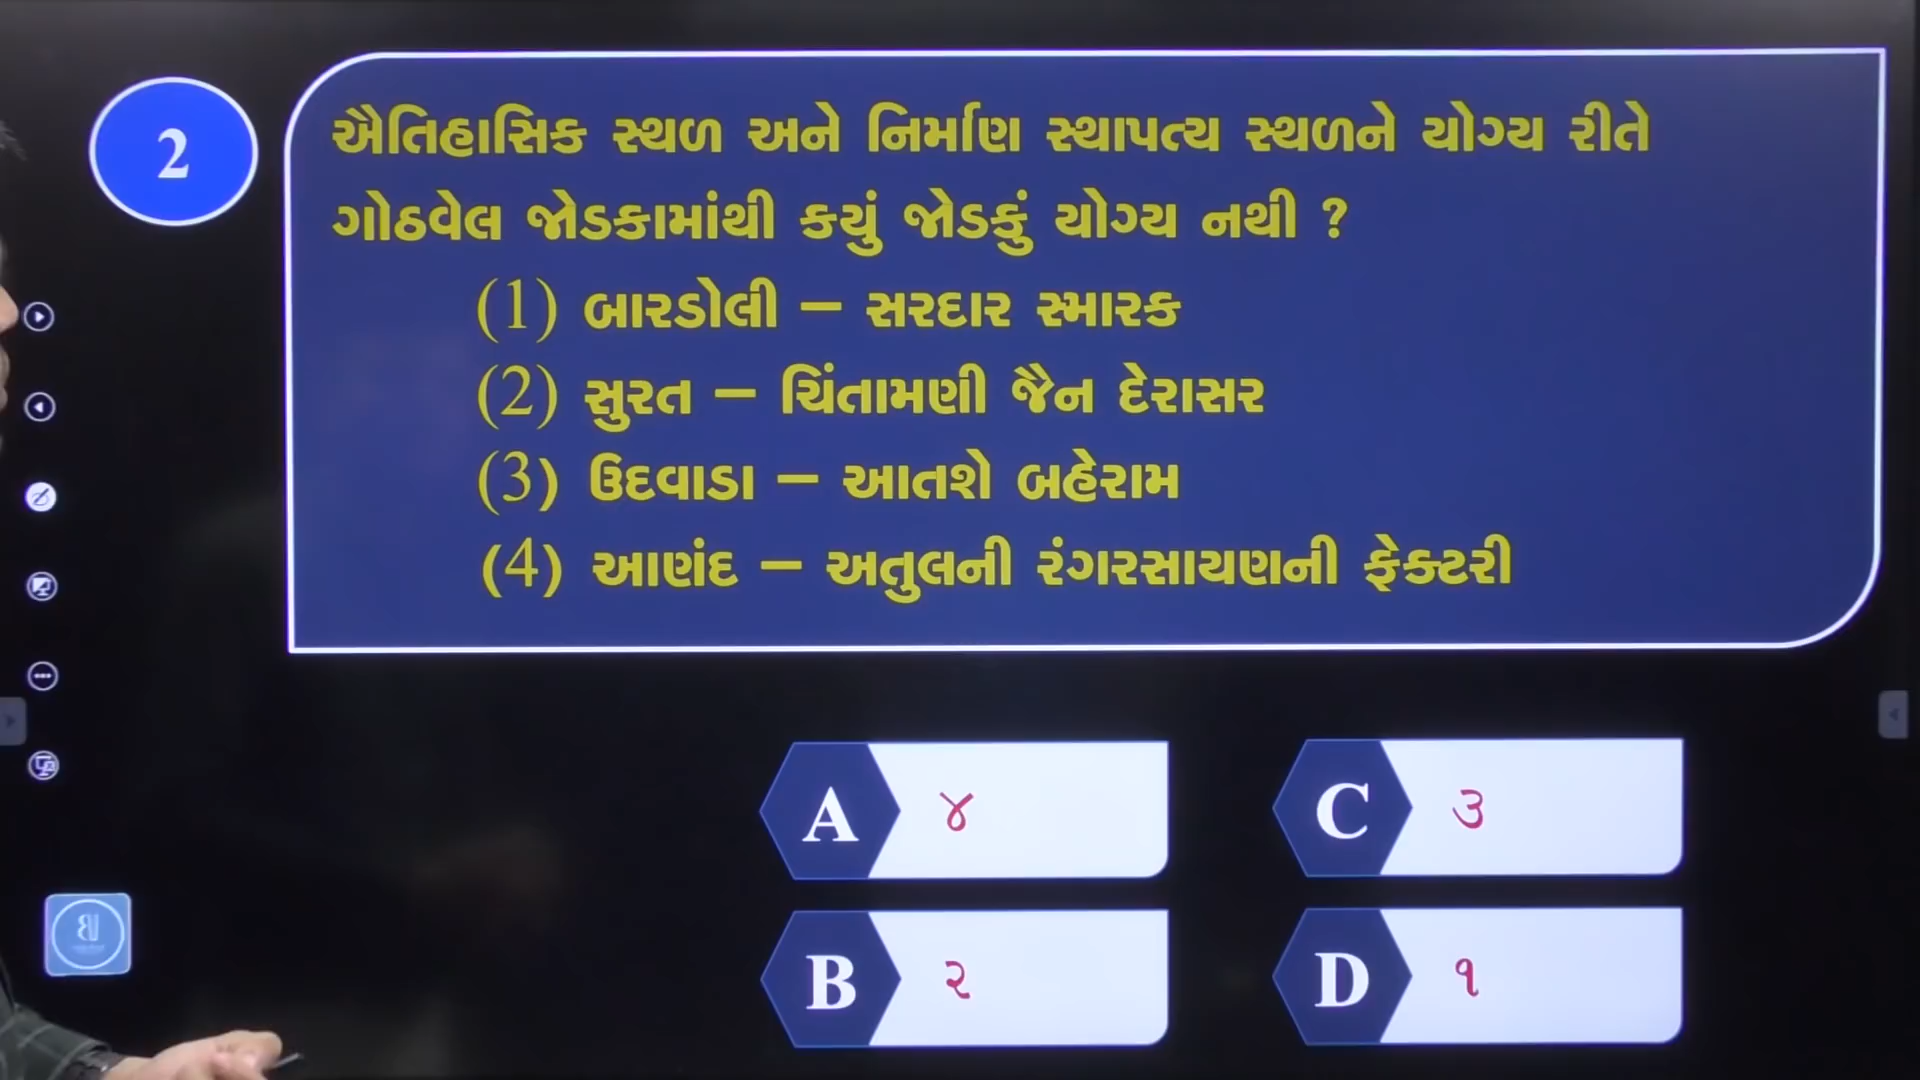 2
ઐતિહાસિક સ્થળ અને નિર્માણ સ્થાપત્ય સ્થળને યોગ્ય રીતે
ગોઠવેલ જોડકામાંથી કયું જોડકું યોગ્ય નથી ?
(1) બારડોલી – સરદાર સ્મારક
(2) સુરત – ચિંતામણી જૈન દેરાસર
(3) ઉદવાડા – આતશે બહેરામ
(4) આણંદ – અતુલની રંગરસાયણની ફેક્ટરી
A ૪
C ૩
B ૨
D ૧